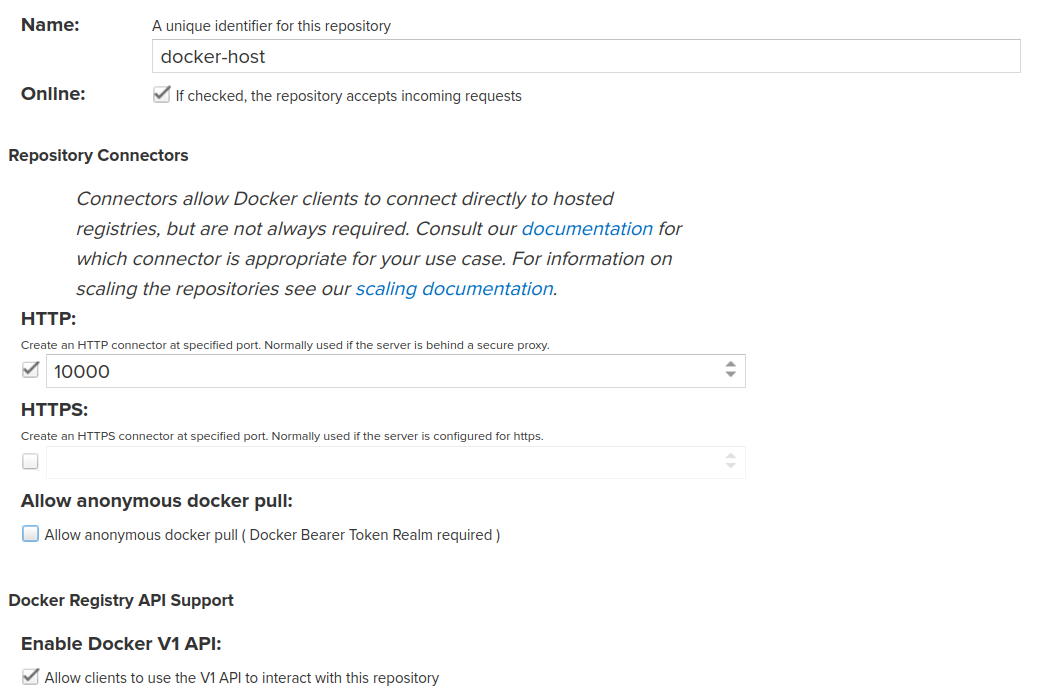 Name:
A unique identifier for this repository
docker-host
Online:
If checked, the repository accepts incoming requests
Repository Connectors
Connectors allow Docker clients to connect directly to hosted
registries, but are not always required. Consult our documentation for
which connector is appropriate for your use case. For information on
scaling the repositories see our scaling documentation.
HTTP:
Create an HTTP connector at specified port. Normally used if the server is behind a secure proxy.
10000
HTTPS:
Create an HTTPS connector at specified port. Normally used if the server is configured for https.
Allow anonymous docker pull:
Allow anonymous docker pull ( Docker Bearer Token Realm required )
Docker Registry API Support
Enable Docker V1 API:
Allow clients to use the V1 API to interact with this repository